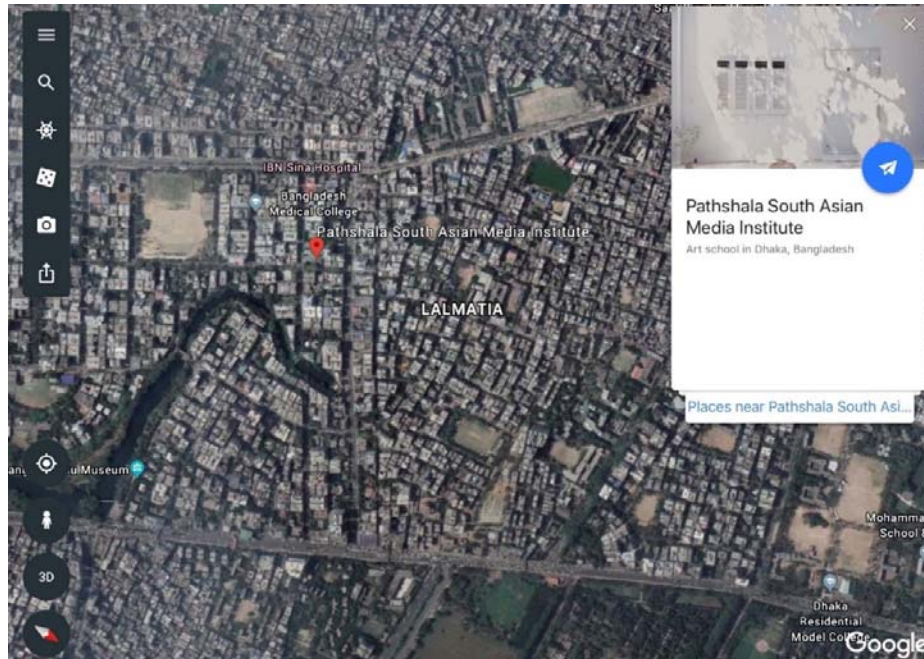 IBN Sina Hospital
Bangladesh
Medical College
Pathshala South Asian Media Institute
LALMATIA
Pathshala South Asian
Media Institute
Art school in Dhaka, Bangladesh
Places near Pathshala South Asi...
Museum
3D
School
Dhaka
Residential
Model College
Google